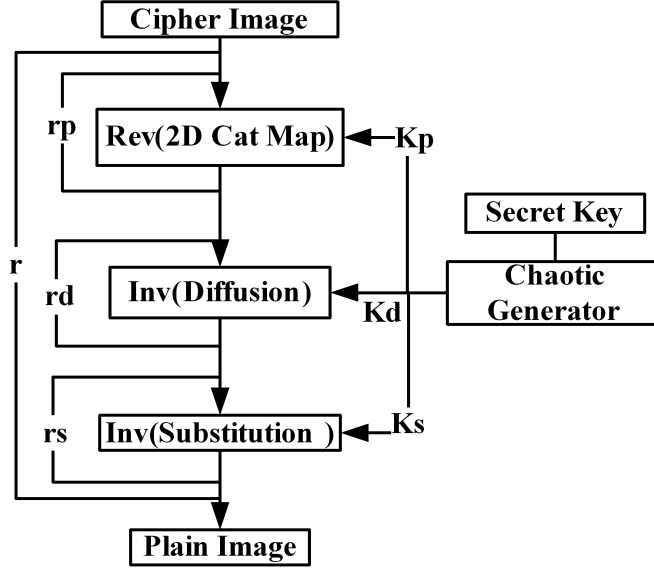 Cipher Image
rp
Rev(2D Cat Map)
Kp
Secret Key
r
rd
Inv(Diffusion)
Kd
Chaotic
Generator
rs
Inv(Substitution )
Ks
Plain Image